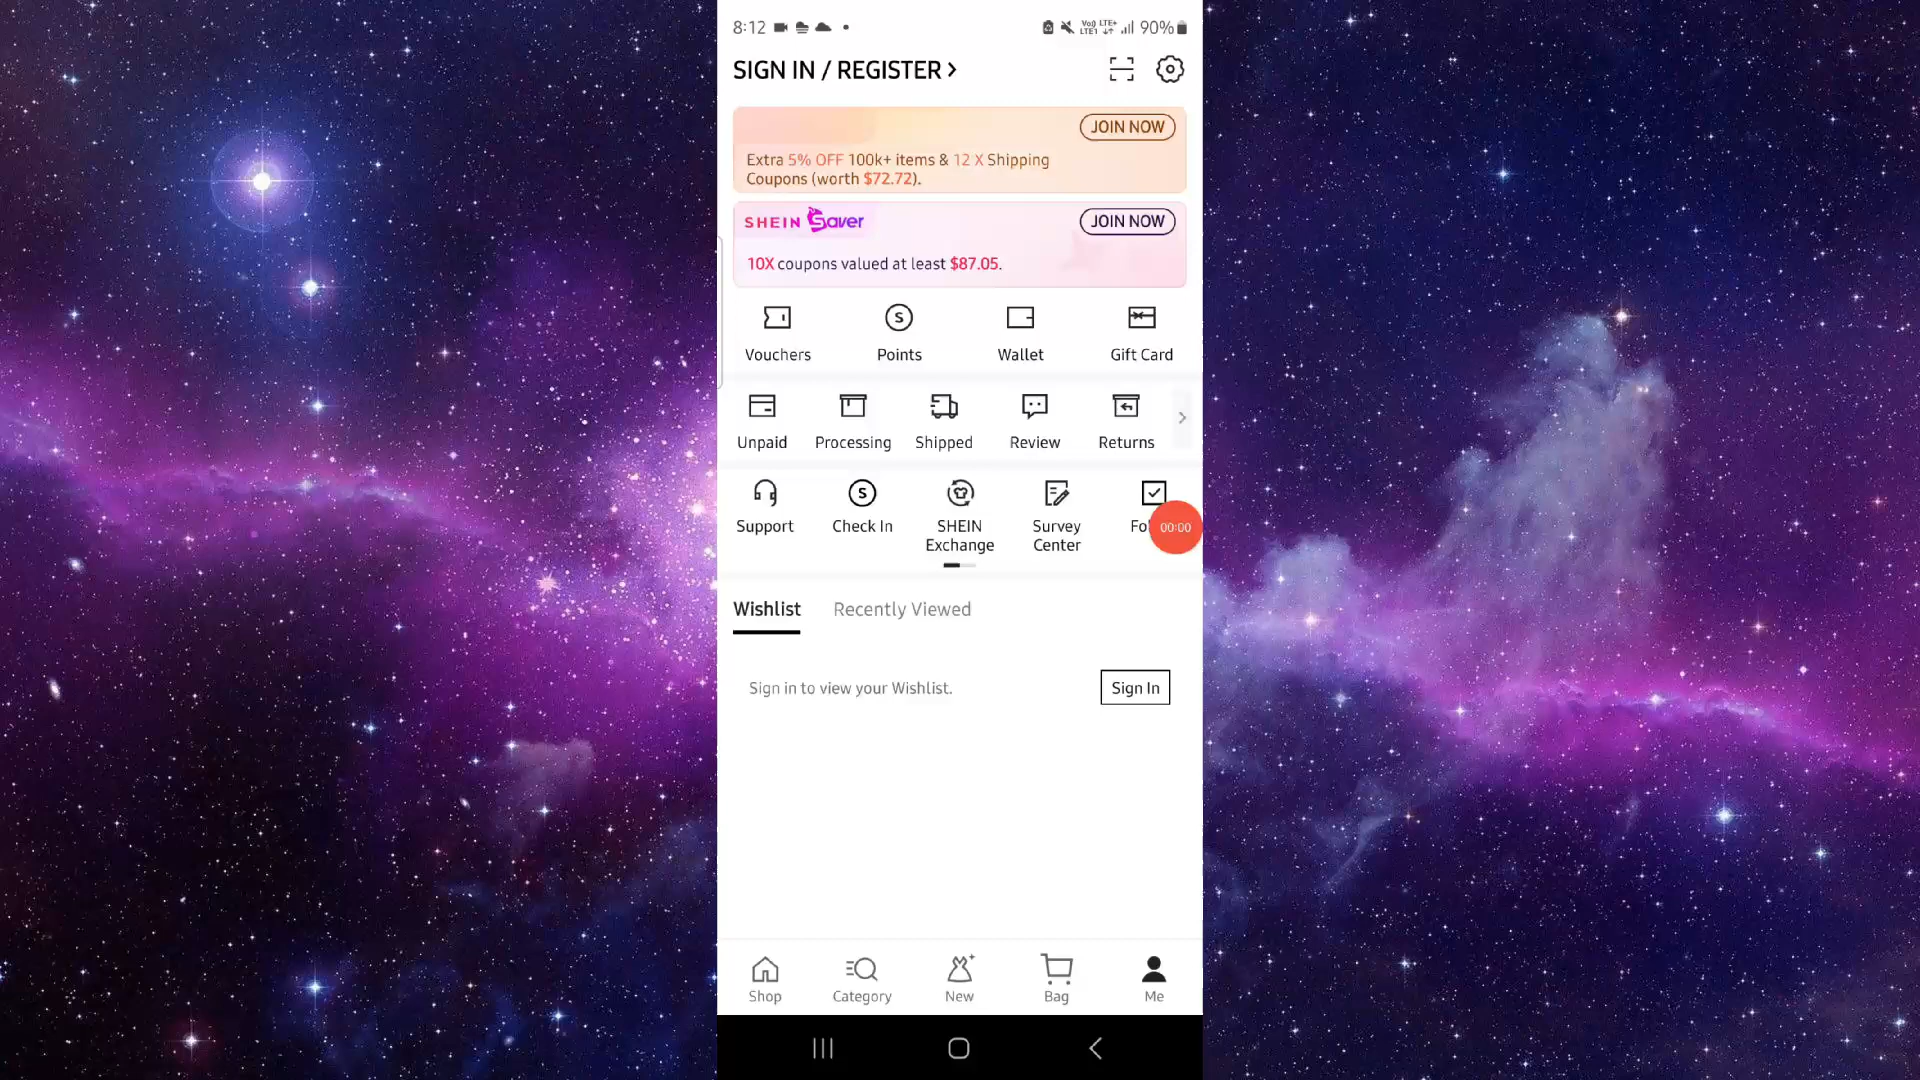 8:12
Vo) LTE+
LTE1
90%
SIGN IN / REGISTER >
JOIN NOW
Extra 5% OFF 100k+ items & 12 X Shipping
Coupons (worth $72.72).
SHEIN Saver
JOIN NOW
10X coupons valued at least $87.05.
Vouchers
Points
Wallet
Gift Card
Unpaid
Processing
Shipped
Review
Returns
Support
Check In
SHEIN
Exchange
Survey
Center
00:00
Wishlist
Recently Viewed
Sign in to view your Wishlist.
Sign In
Shop
Category
New
Bag
Me